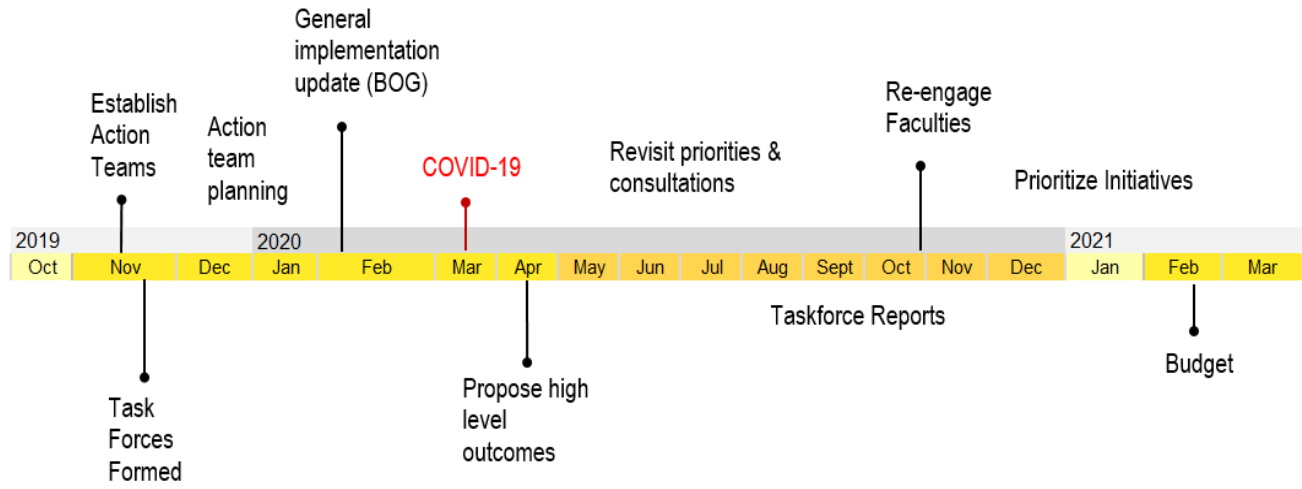 General
implementation
update (BOG)
Establish
Action
Teams
Action
team
planning
COVID-19
Revisit priorities &
consultations
Re-engage
Faculties
Prioritize Initiatives
2019 2020 2021
Oct Nov Dec Jan Feb Mar Apr May Jun Jul Aug Sept Oct Nov Dec Jan Feb Mar
Taskforce Reports
Budget
Propose high
level
outcomes
Task
Forces
Formed